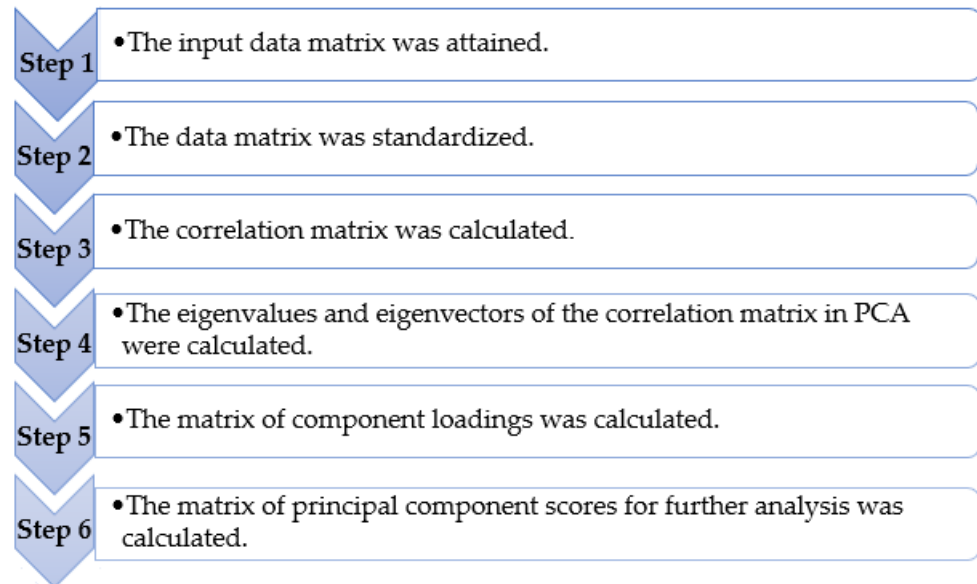 Step 1
•The input data matrix was attained.
Step 2
•The data matrix was standardized.
Step 3
•The correlation matrix was calculated.
Step 4
•The eigenvalues and eigenvectors of the correlation matrix in PCA
were calculated.
Step 5
•The matrix of component loadings was calculated.
Step 6
•The matrix of principal component scores for further analysis was
calculated.